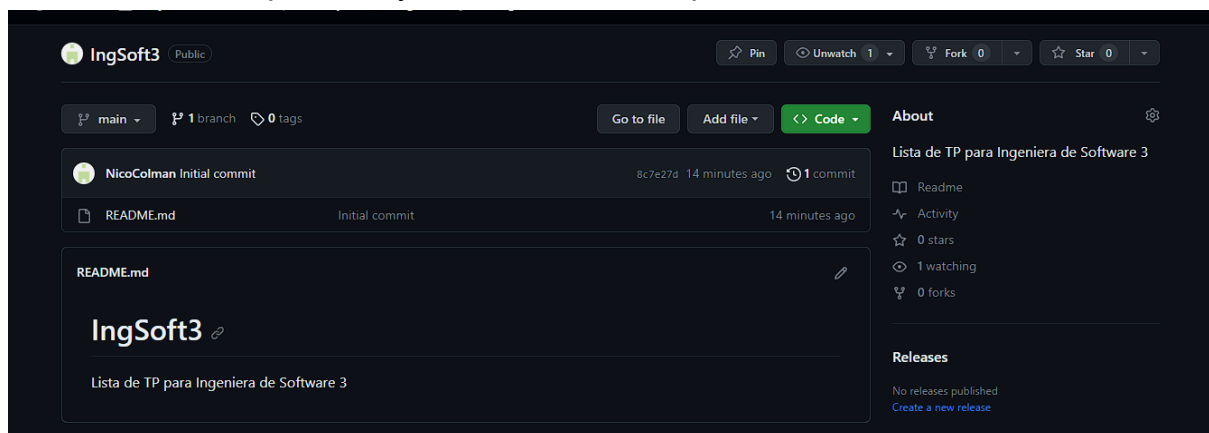 IngSoft3 Public
Pin Unwatch 1 Fork 0 Star 0
main 1 branch 0 tags Go to file Add file <> Code
NicoColman Initial commit 8c7e27d 14 minutes ago 1 commit
README.md Initial commit 14 minutes ago
README.md
IngSoft3
Lista de TP para Ingeniera de Software 3
About
Lista de TP para Ingeniera de Software 3
Readme
Activity
0 stars
1 watching
0 forks
Releases
No releases published
Create a new release